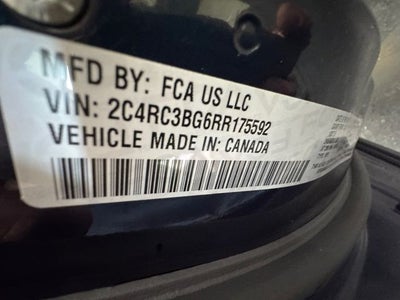 MFD BY: FCA US LLC
VIN: 2C4RC3BG6RR175592
VEHICLE MADE IN: CANADA